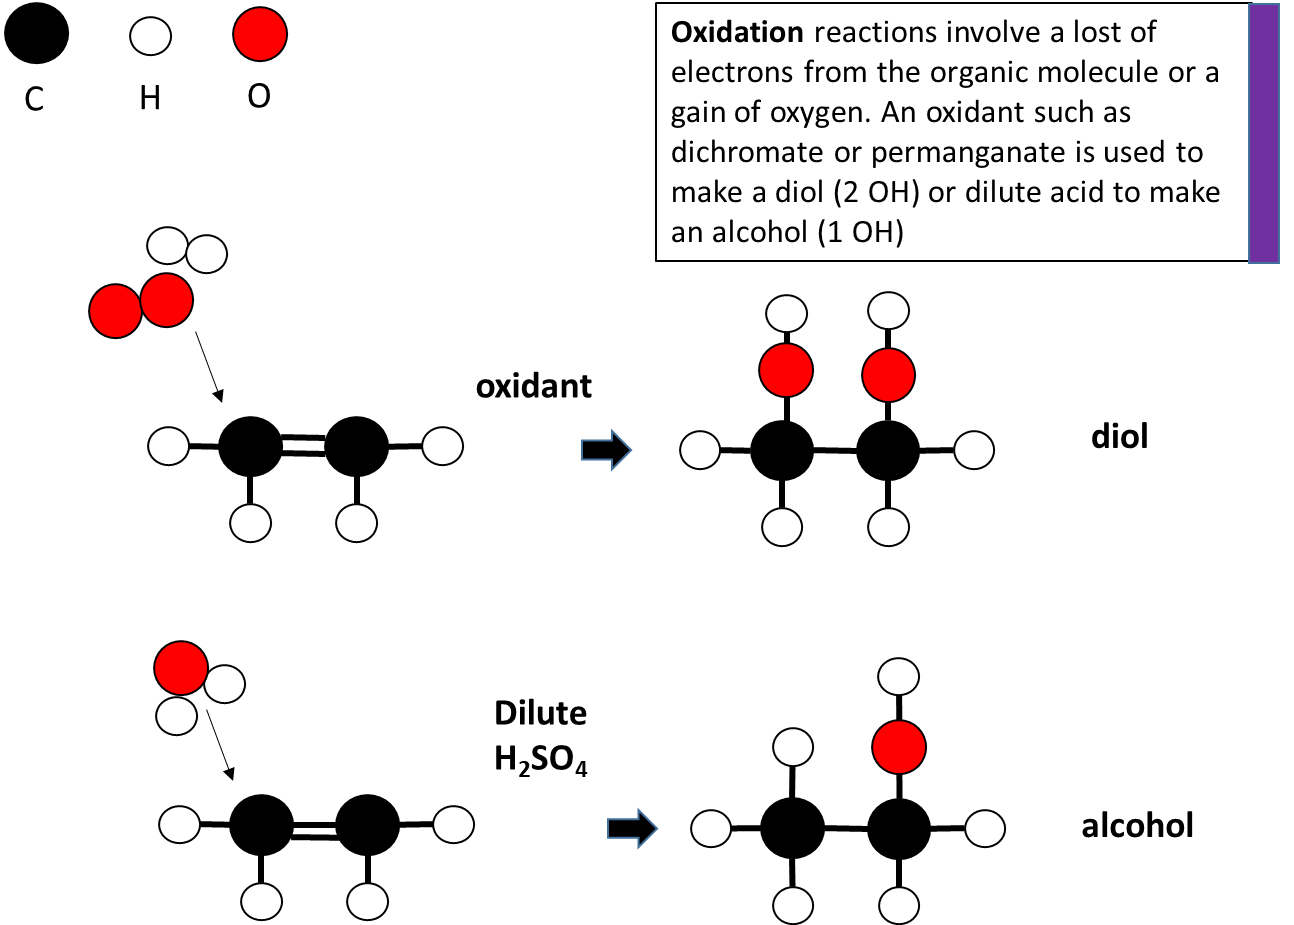 C H O
Oxidation reactions involve a lost of
electrons from the organic molecule or a
gain of oxygen. An oxidant such as
dichromate or permanganate is used to
make a diol (2 OH) or dilute acid to make
an alcohol (1 OH)
oxidant
diol
Dilute
H₂SO₄
alcohol